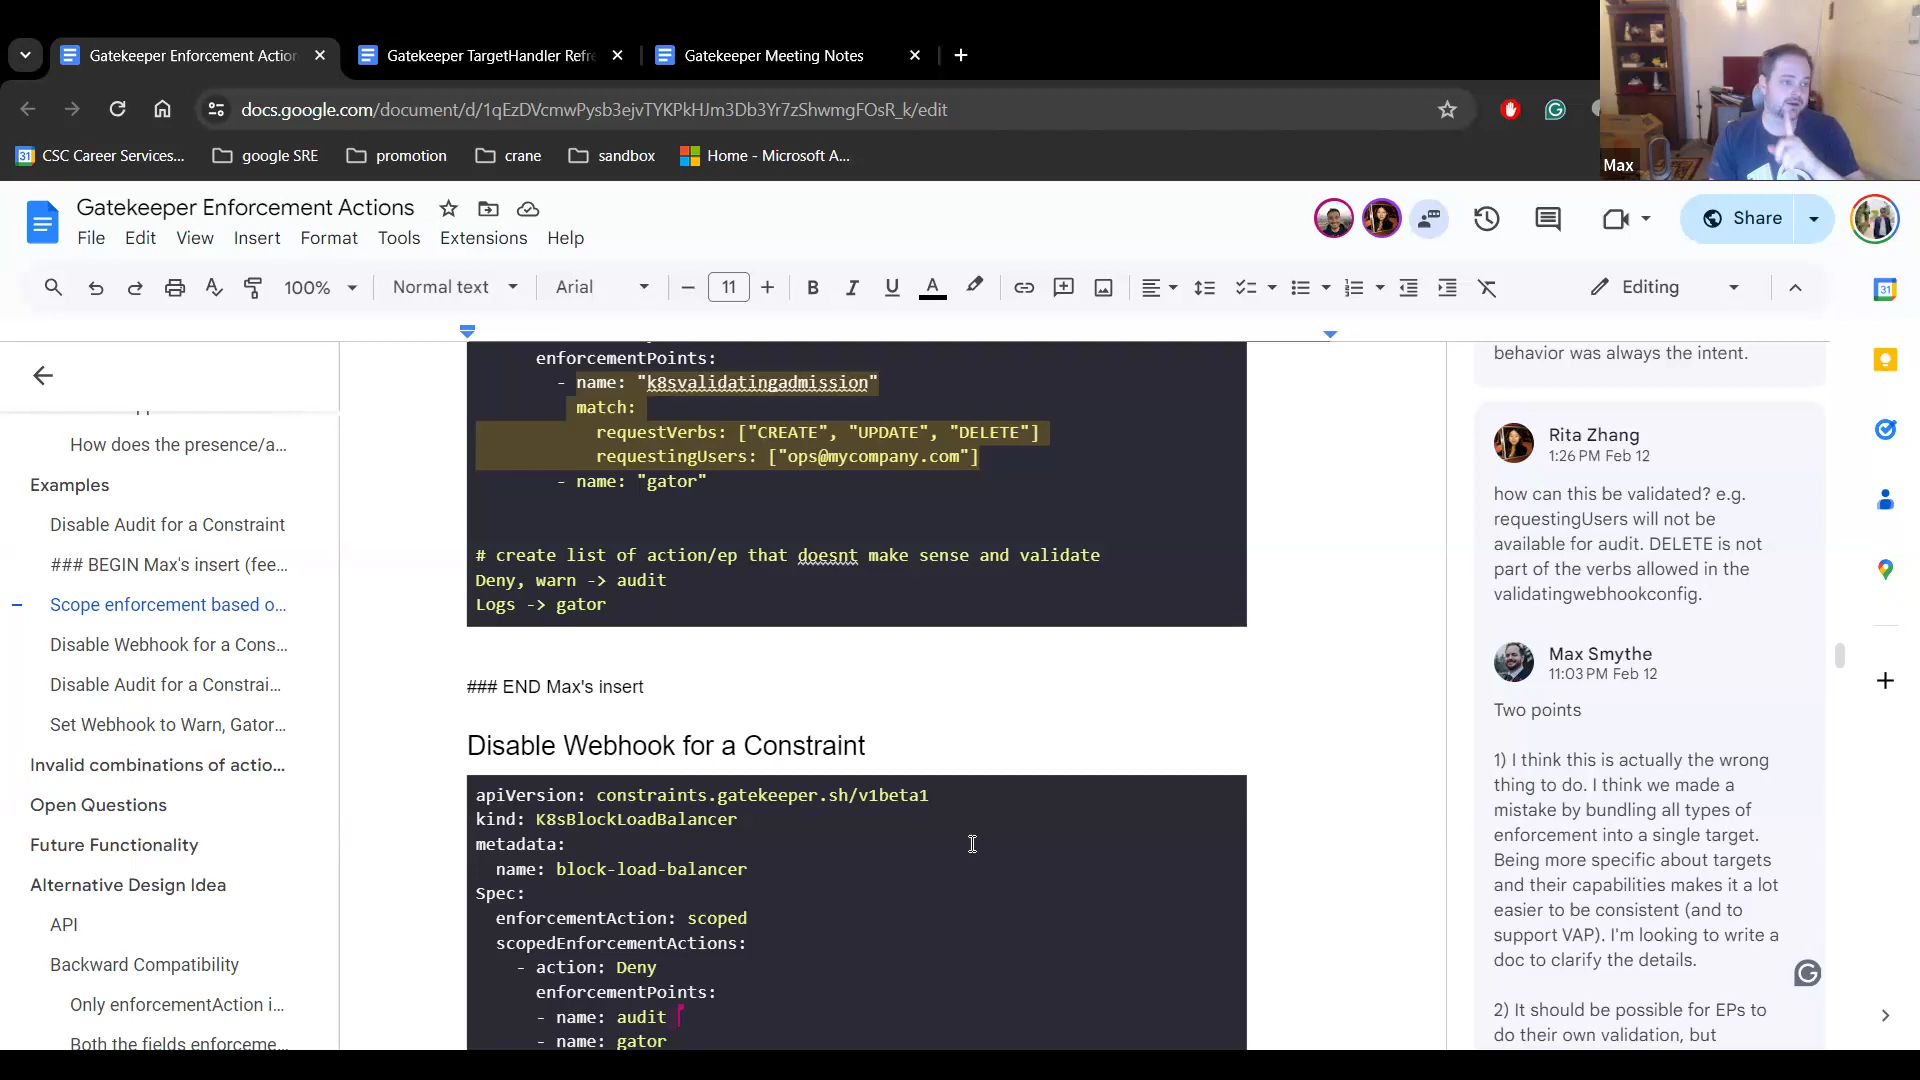 Gatekeeper Enforcement Action
Gatekeeper TargetHandler Refre
Gatekeeper Meeting Notes
docs.google.com/document/d/1qEzDVcmwPysb3ejvTYKPkHJm3Db3Yr7zShwmgFOsR_k/edit
31 CSC Career Services...
google SRE
promotion
crane
sandbox
Home - Microsoft A...
Max
Gatekeeper Enforcement Actions
File Edit View Insert Format Tools Extensions Help
Share
100% Normal text Arial 11 B I U A Editing
31
How does the presence/a...
Examples
Disable Audit for a Constraint
### BEGIN Max's insert (fee...
Scope enforcement based o...
Disable Webhook for a Cons...
Disable Audit for a Constrai...
Set Webhook to Warn, Gator...
Invalid combinations of actio...
Open Questions
Future Functionality
Alternative Design Idea
API
Backward Compatibility
Only enforcementAction i...
Both the fields enforceme...
enforcementPoints:
- name: "k8svalidatingadmission"
match:
requestVerbs: ["CREATE", "UPDATE", "DELETE"]
requestingUsers: ["ops@mycompany.com"]
- name: "gator"
# create list of action/ep that doesnt make sense and validate
Deny, warn -> audit
Logs -> gator
### END Max's insert
Disable Webhook for a Constraint
apiVersion: constraints.gatekeeper.sh/v1beta1
kind: K8sBlockLoadBalancer
metadata:
name: block-load-balancer
Spec:
enforcementAction: scoped
scopedEnforcementActions:
- action: Deny
enforcementPoints:
- name: audit
- name: gator
behavior was always the intent.
Rita Zhang
1:26 PM Feb 12
how can this be validated? e.g.
requestingUsers will not be
available for audit. DELETE is not
part of the verbs allowed in the
validatingwebhookconfig.
Max Smythe
11:03 PM Feb 12
Two points
1) I think this is actually the wrong
thing to do. I think we made a
mistake by bundling all types of
enforcement into a single target.
Being more specific about targets
and their capabilities makes it a lot
easier to be consistent (and to
support VAP). I'm looking to write a
doc to clarify the details.
2) It should be possible for EPs to
do their own validation, but